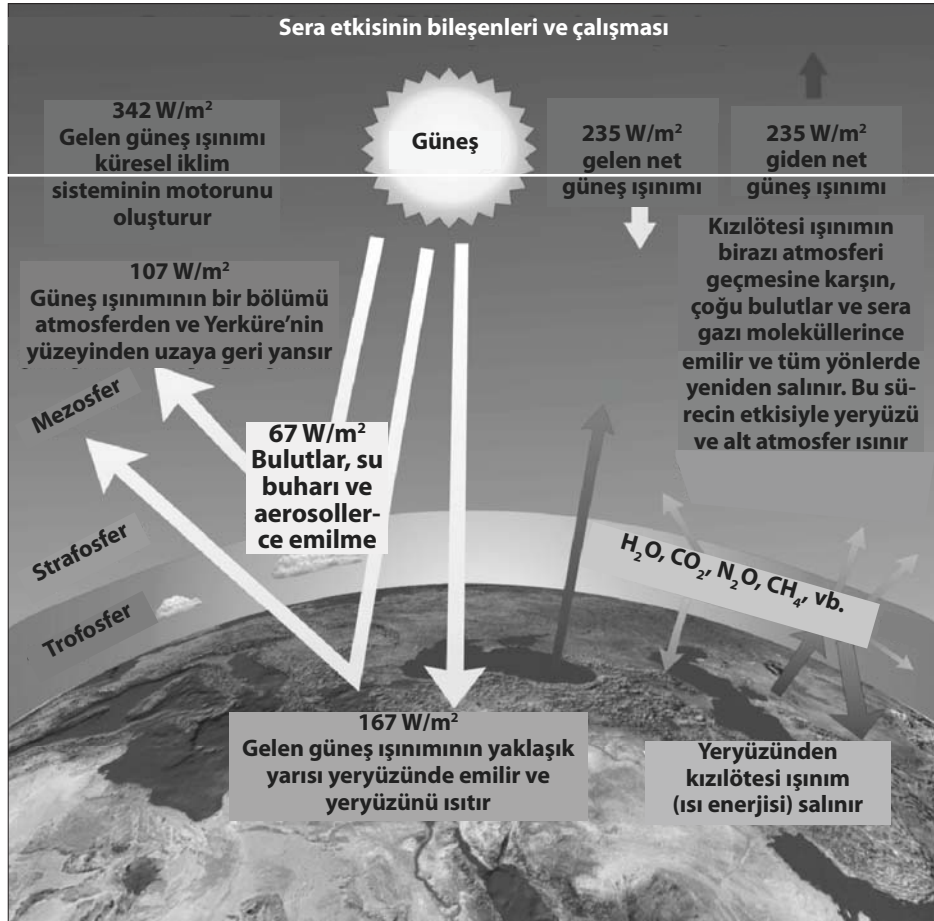 Sera etkisinin bileşenleri ve çalışması
342 W/m²
Gelen güneş ışınımı
küresel iklim
sisteminin motorunu
oluşturur
Güneş
235 W/m²
gelen net
güneş ışınımı
235 W/m²
giden net
güneş ışınımı
107 W/m²
Güneş ışınımının bir bölümü
atmosferden ve Yerküre’nin
yüzeyinden uzaya geri yansır
Kızılötesi ışınımın
birazı atmosferi
geçmesine karşın,
çoğu bulutlar ve sera
gazı moleküllerince
emilir ve tüm yönlerde
yeniden salınır. Bu sü-
recin etkisiyle yeryüzü
ve alt atmosfer ısınır
Mezosfer
67 W/m²
Bulutlar, su
buharı ve
aerosoller-
ce emilme
Strafosfer
Trofosfer
H₂O, CO₂, N₂O, CH₄, vb.
167 W/m²
Gelen güneş ışınımının yaklaşık
yarısı yeryüzünde emilir ve
yeryüzünü ısıtır
Yeryüzünden
kızılötesi ışınım
(ısı enerjisi) salınır